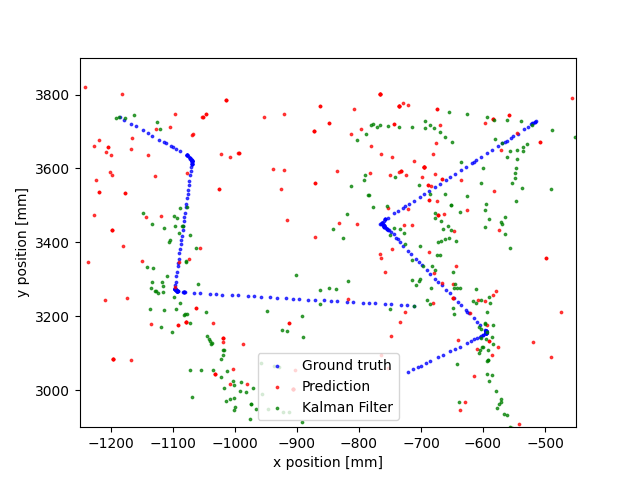 3800
3600
3400
3200
3000
y position [mm]
Ground truth
Prediction
Kalman Filter
−1200 −1100 −1000 −900 −800 −700 −600 −500
x position [mm]